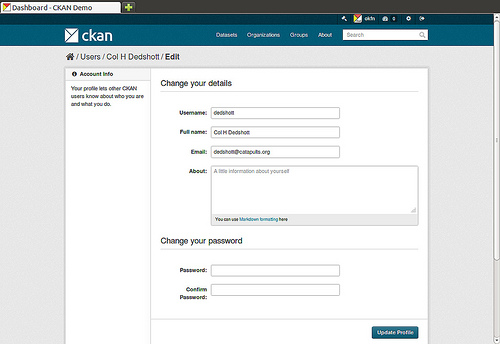 Dashboard - CKAN Demo
okfn 0
ckan Datasets Organizations Groups About Search
/ Users / Col H Dedshott / Edit
Account Info
Your profile lets other CKAN
users know about who you are
and what you do.
Change your details
Username: dedshott
Full name: Col H Dedshott
Email: dedshott@catapults.org
About: A little information about yourself
You can use Markdown formatting here
Change your password
Password:
Confirm
Password:
Update Profile